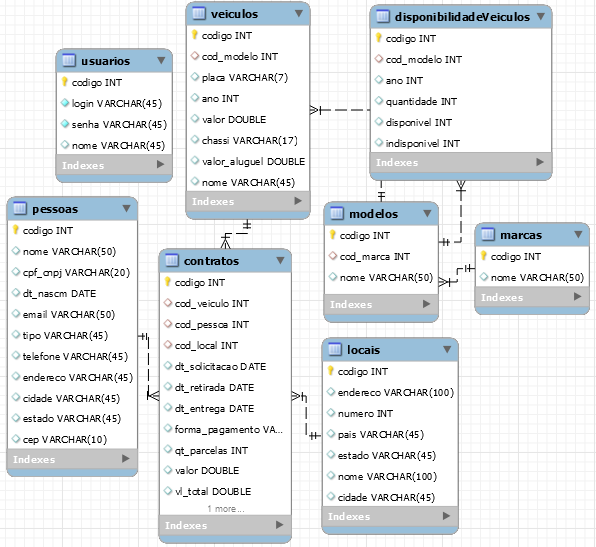 usuarios
codigo INT
login VARCHAR(45)
senha VARCHAR(45)
nome VARCHAR(45)
Indexes
veiculos
codigo INT
cod_modelo INT
placa VARCHAR(7)
ano INT
valor DOUBLE
chassi VARCHAR(17)
valor_aluguel DOUBLE
nome VARCHAR(45)
Indexes
disponibilidadeVeiculos
codigo INT
cod_modelo INT
ano INT
quantidade INT
disponivel INT
indisponivel INT
Indexes
pessoas
codigo INT
nome VARCHAR(50)
cpf_cnpj VARCHAR(20)
dt_nascm DATE
email VARCHAR(50)
tipo VARCHAR(45)
telefone VARCHAR(45)
endereco VARCHAR(45)
cidade VARCHAR(45)
estado VARCHAR(45)
cep VARCHAR(10)
Indexes
contratos
codigo INT
cod_veiculo INT
cod_pessoa INT
cod_local INT
dt_solicitacao DATE
dt_retirada DATE
dt_entrega DATE
forma_pagamento VA...
qt_parcelas INT
valor DOUBLE
vl_total DOUBLE
1 more...
Indexes
modelos
codigo INT
cod_marca INT
nome VARCHAR(50)
Indexes
marcas
codigo INT
nome VARCHAR(50)
Indexes
locais
codigo INT
endereco VARCHAR(100)
numero INT
pais VARCHAR(45)
estado VARCHAR(45)
nome VARCHAR(100)
cidade VARCHAR(45)
Indexes